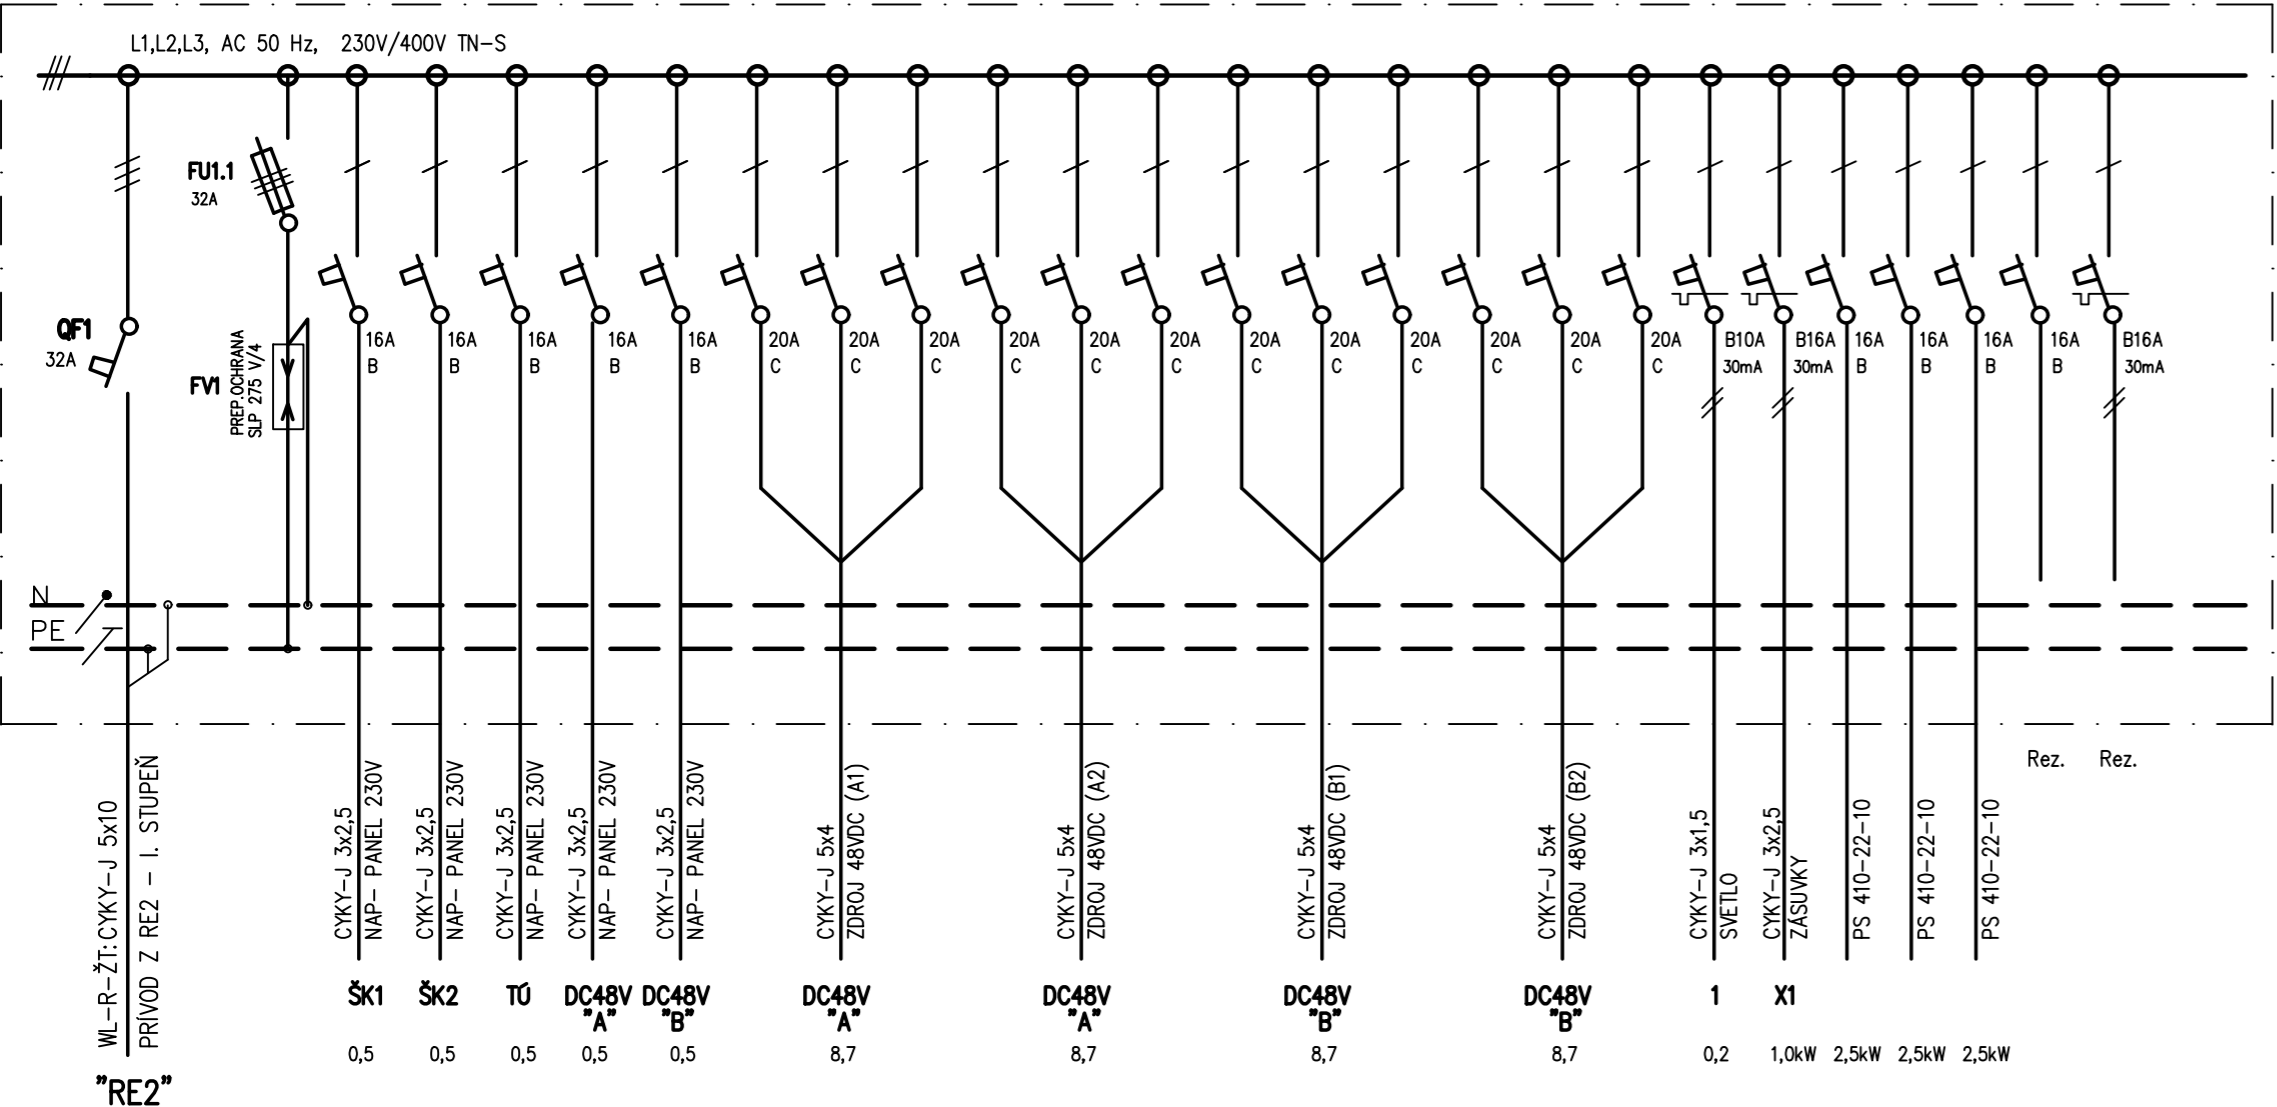 L1,L2,L3, AC 50 Hz, 230V/400V TN-S
FU1.1
32A
QF1
32A
FV1
PREP.OCHRANA
SLP 275 V/4
16A
B
16A
B
16A
B
16A
B
16A
B
20A
C
20A
C
20A
C
20A
C
20A
C
20A
C
20A
C
20A
C
20A
C
20A
C
20A
C
20A
C
B10A
30mA
B16A
30mA
16A
B
16A
B
16A
B
16A
B
B16A
30mA
N
PE
WL-R-ŽT:CYKY-J 5x10
PRÍVOD Z RE2 - I. STUPEŇ
"RE2"
CYKY-J 3x2,5
NAP- PANEL 230V
ŠK1
0,5
CYKY-J 3x2,5
NAP- PANEL 230V
ŠK2
0,5
CYKY-J 3x2,5
NAP- PANEL 230V
TÚ
0,5
CYKY-J 3x2,5
NAP- PANEL 230V
DC48V
"A"
0,5
CYKY-J 3x2,5
NAP- PANEL 230V
DC48V
"B"
0,5
CYKY-J 5x4
ZDROJ 48VDC (A1)
DC48V
"A"
8,7
CYKY-J 5x4
ZDROJ 48VDC (A2)
DC48V
"A"
8,7
CYKY-J 5x4
ZDROJ 48VDC (B1)
DC48V
"B"
8,7
CYKY-J 5x4
ZDROJ 48VDC (B2)
DC48V
"B"
8,7
CYKY-J 3x1,5
SVETLO
1
0,2
CYKY-J 3x2,5
ZÁSUVKY
X1
1,0kW
PS 410-22-10
2,5kW
PS 410-22-10
2,5kW
PS 410-22-10
2,5kW
Rez.
Rez.